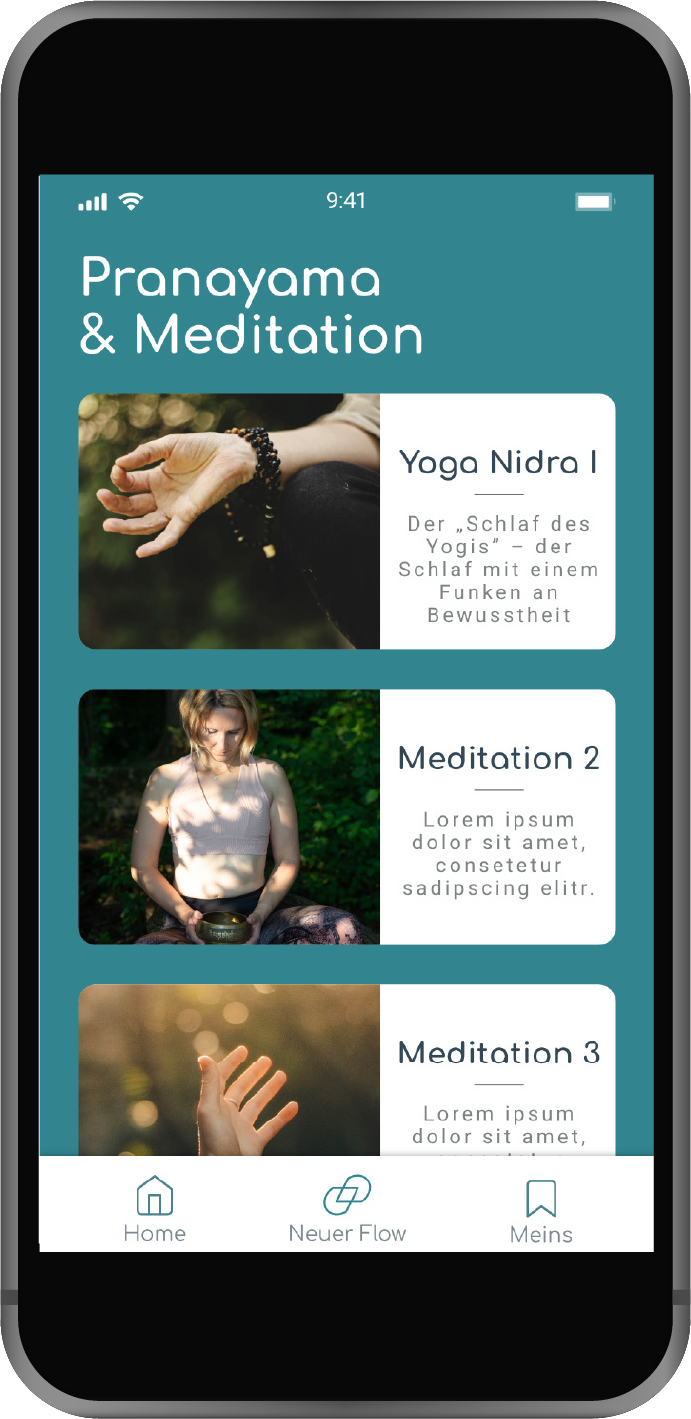 9:41
Pranayama
& Meditation
Yoga Nidra I
Der „Schlaf des
Yogis” – der
Schlaf mit einem
Funken an
Bewusstheit
Meditation 2
Lorem ipsum
dolor sit amet,
consetetur
sadipscing elitr.
Meditation 3
Lorem ipsum
dolor sit amet,
Home
Neuer Flow
Meins